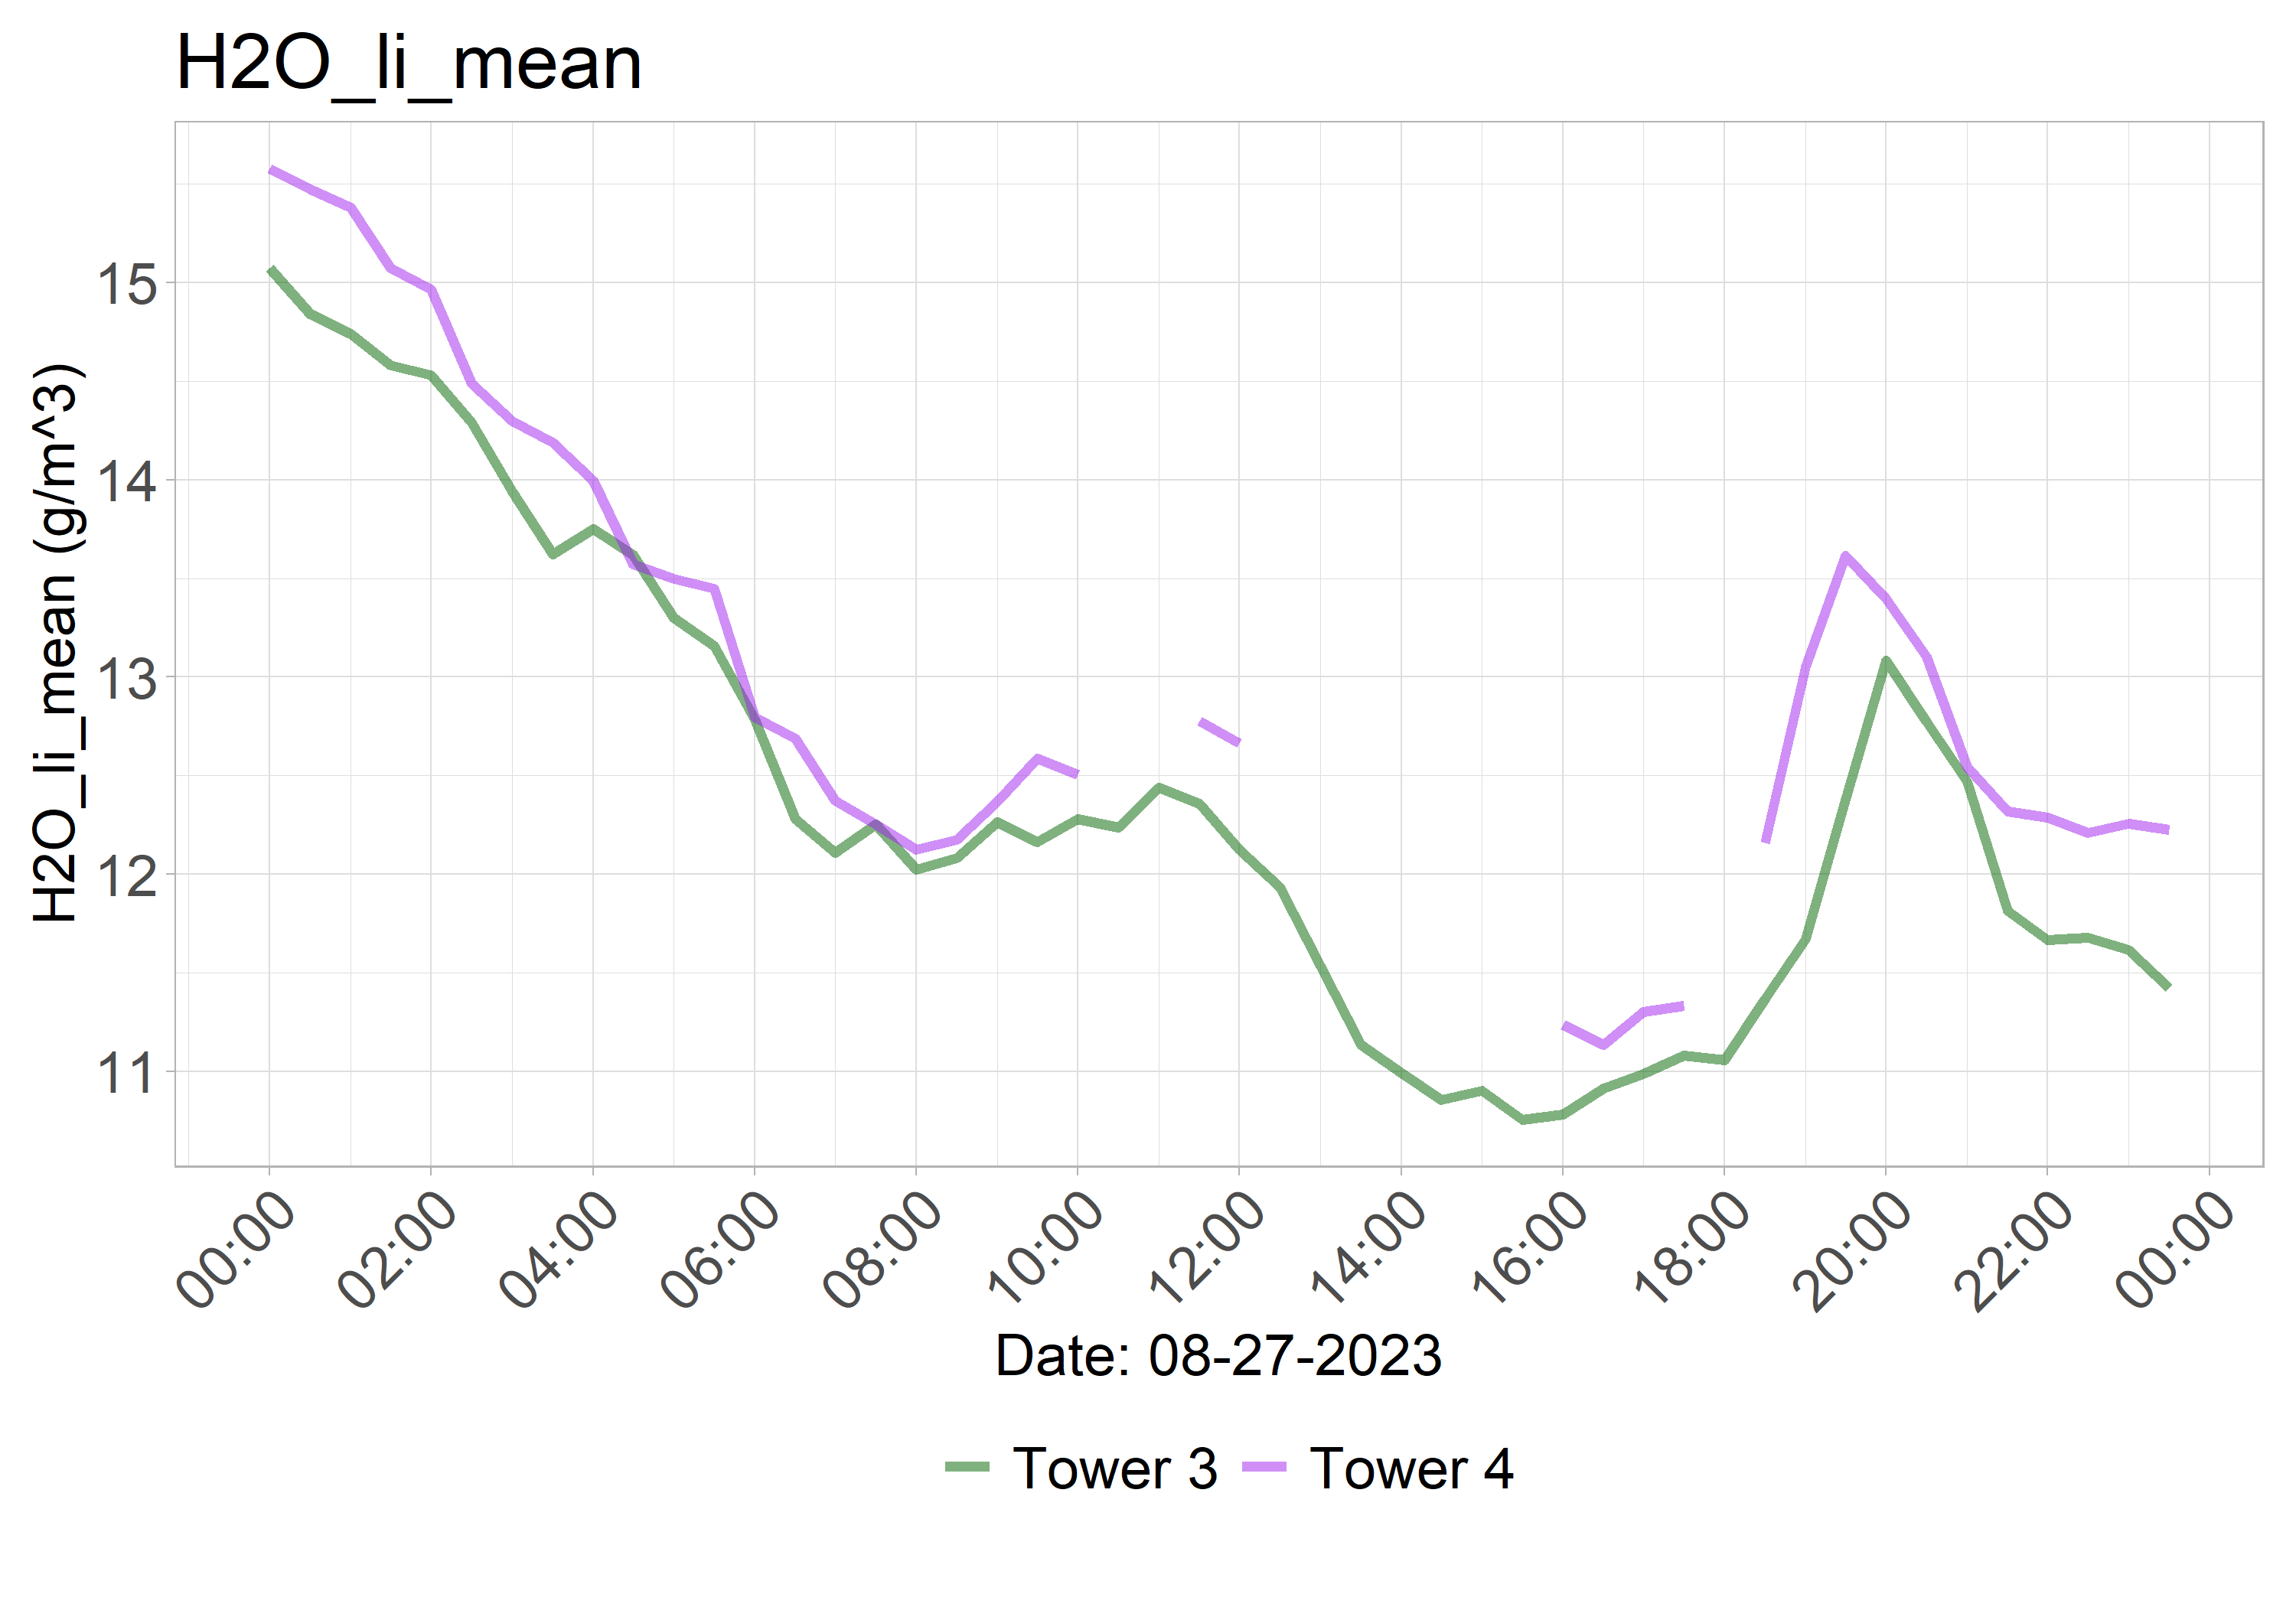 H2O_li_mean
H2O_li_mean (g/m^3)
15
14
13
12
11
00:00 02:00 04:00 06:00 08:00 10:00 12:00 14:00 16:00 18:00 20:00 22:00 00:00
Date: 08-27-2023
Tower 3 Tower 4